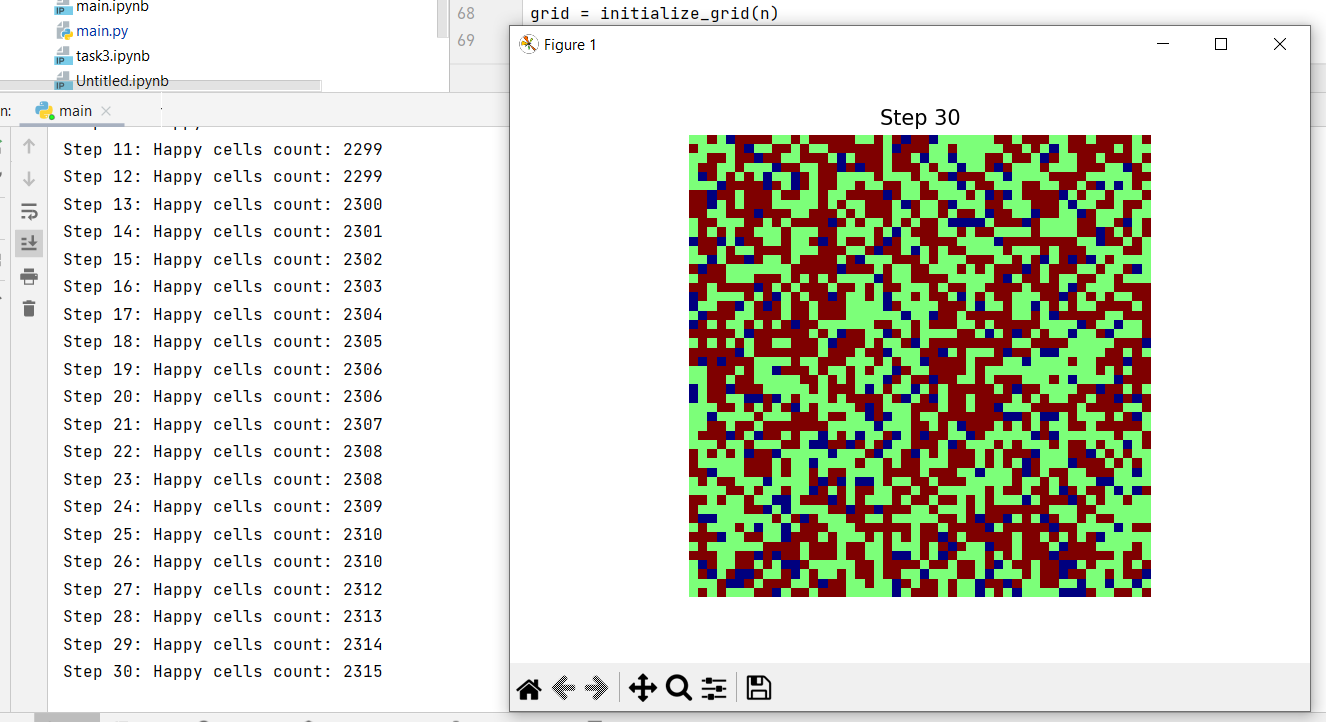 main.ipynb
main.py
task3.ipynb
Untitled.ipynb
68 grid = initialize_grid(n)
69
Figure 1
n:
main
Step 11: Happy cells count: 2299
Step 12: Happy cells count: 2299
Step 13: Happy cells count: 2300
Step 14: Happy cells count: 2301
Step 15: Happy cells count: 2302
Step 16: Happy cells count: 2303
Step 17: Happy cells count: 2304
Step 18: Happy cells count: 2305
Step 19: Happy cells count: 2306
Step 20: Happy cells count: 2306
Step 21: Happy cells count: 2307
Step 22: Happy cells count: 2308
Step 23: Happy cells count: 2308
Step 24: Happy cells count: 2309
Step 25: Happy cells count: 2310
Step 26: Happy cells count: 2310
Step 27: Happy cells count: 2312
Step 28: Happy cells count: 2313
Step 29: Happy cells count: 2314
Step 30: Happy cells count: 2315
Step 30